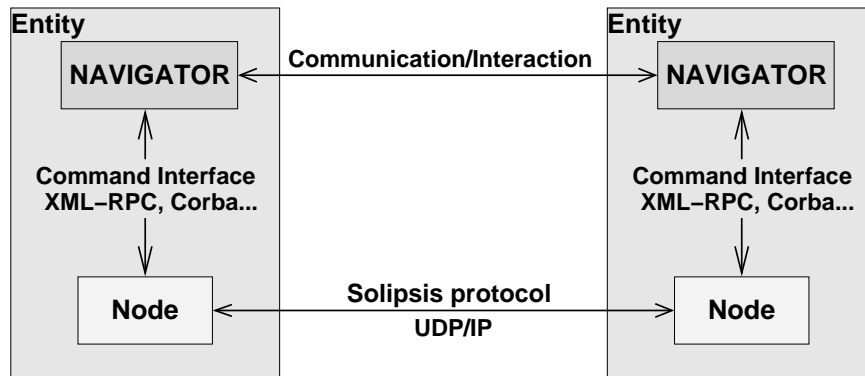 Entity
Entity
NAVIGATOR
Communication/Interaction
NAVIGATOR
Command Interface
XML−RPC, Corba...
Command Interface
XML−RPC, Corba...
Node
Solipsis protocol
UDP/IP
Node